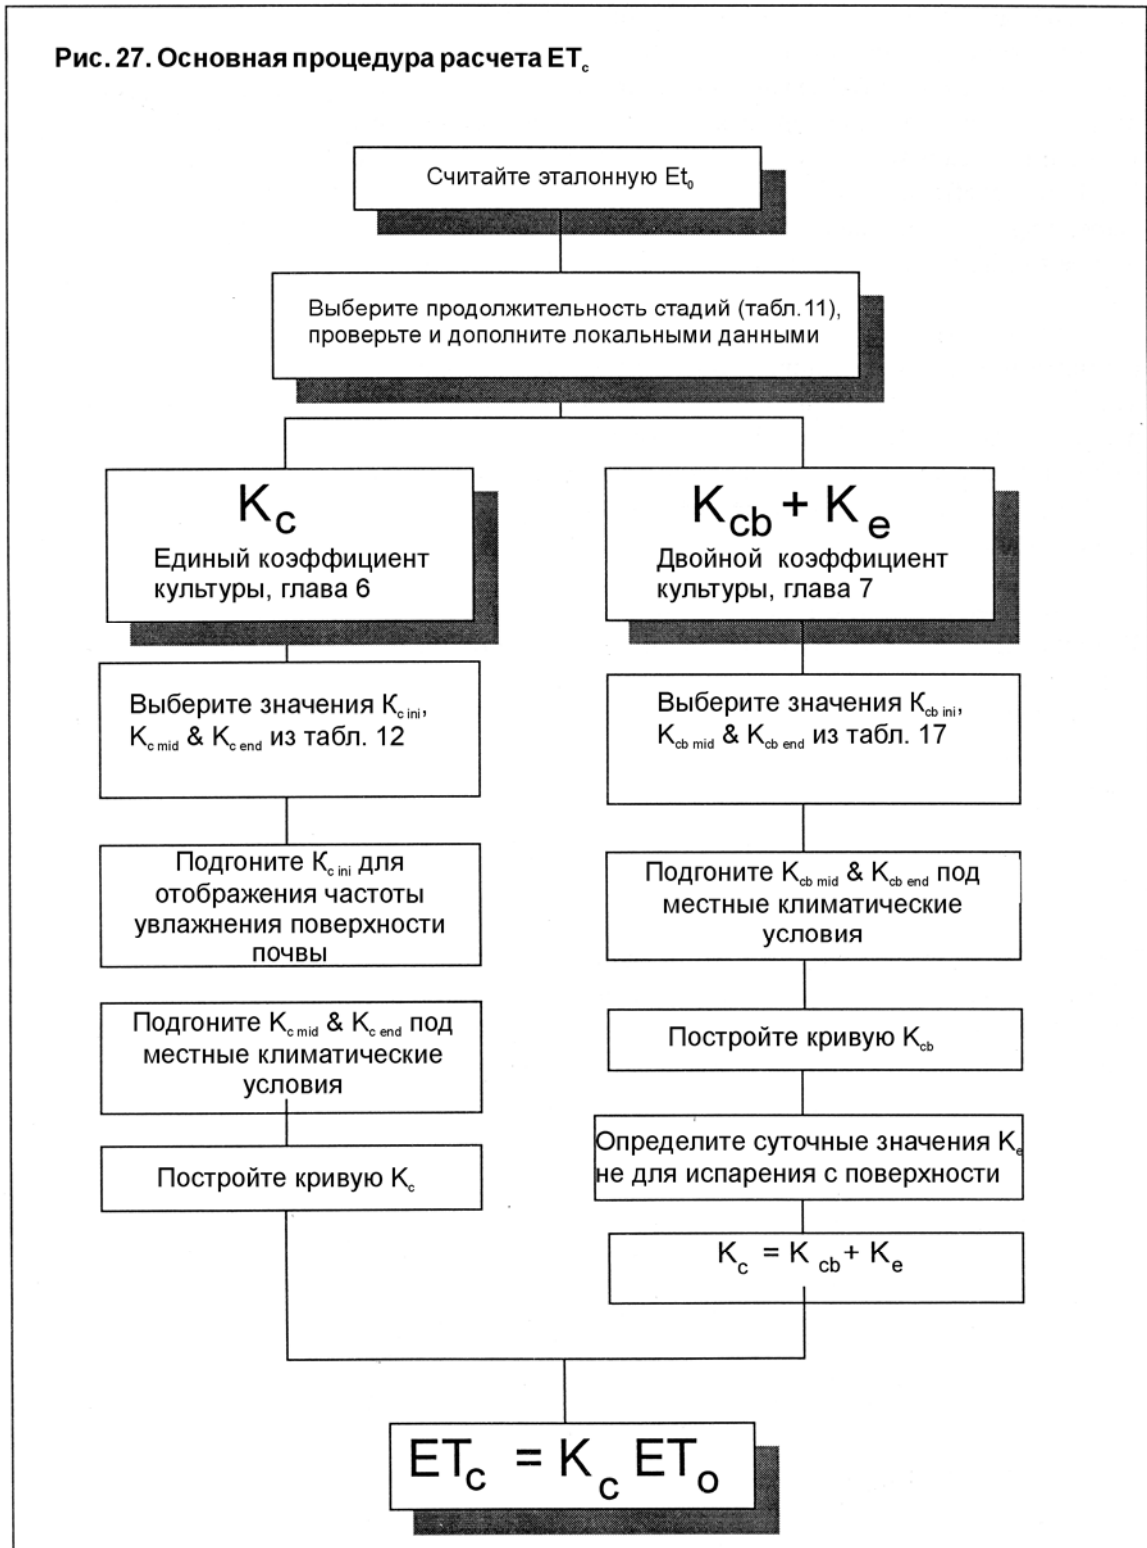 Рис. 27. Основная процедура расчета ETc
Считайте эталонную Et0
Выберите продолжительность стадий (табл.11),
проверьте и дополните локальными данными
Kc
Единый коэффициент
культуры, глава 6
Выберите значения Kc ini,
Kc mid & Kc end из табл. 12
Подгоните Kc ini для
отображения частоты
увлажнения поверхности
почвы
Подгоните Kc mid & Kc end под
местные климатические
условия
Постройте кривую Kc
Kcb + Ke
Двойной коэффициент
культуры, глава 7
Выберите значения Kcb ini,
Kcb mid & Kcb end из табл. 17
Подгоните Kcb mid & Kcb end под
местные климатические
условия
Постройте кривую Kcb
Определите суточные значения Ke
не для испарения с поверхности
Kc = Kcb + Ke
ETc = Kc ETo